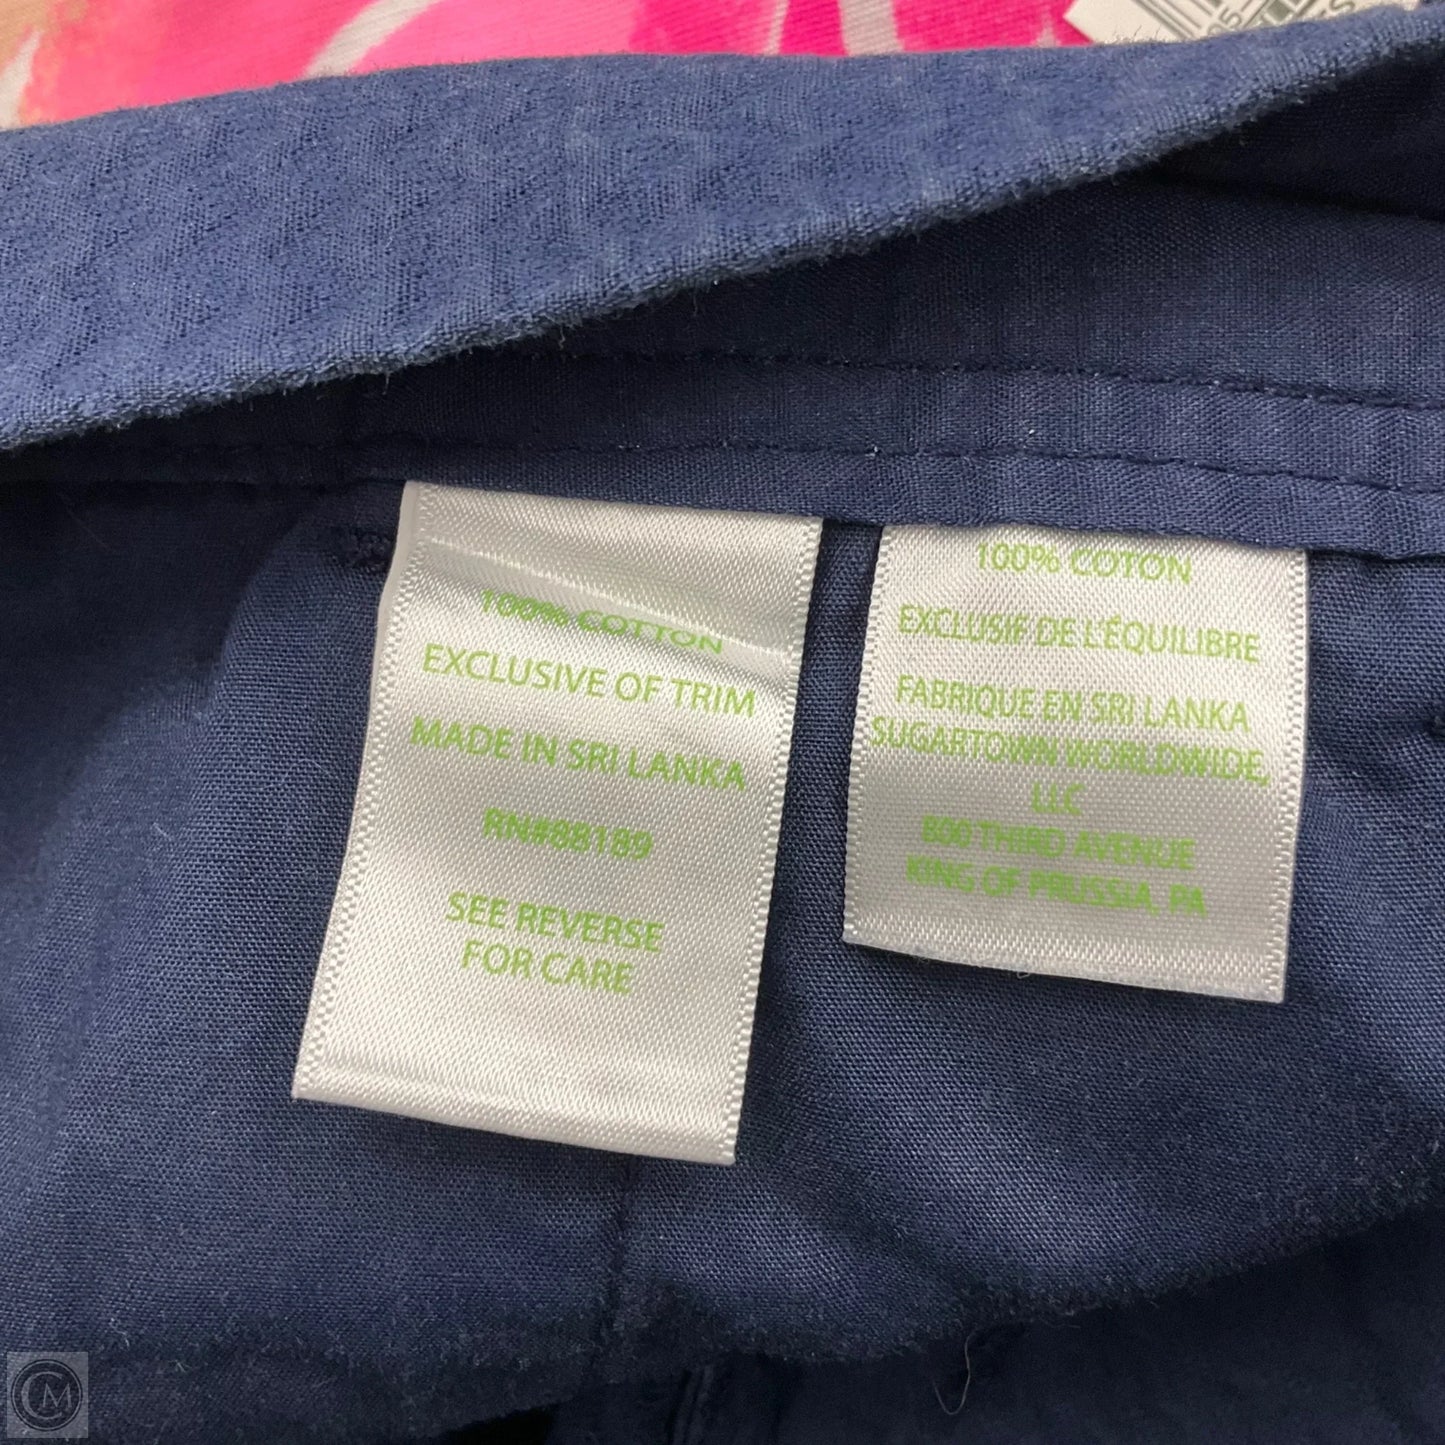 100% COTTON
EXCLUSIVE OF TRIM
MADE IN SRI LANKA
RN#88189
SEE REVERSE
FOR CARE
100% COTON
EXCLUSIF DE L'ÉQUILIBRE
FABRIQUE EN SRI LANKA
SUGARTOWN WORLDWIDE,
LLC
800 THIRD AVENUE
KING OF PRUSSIA, PA
CM